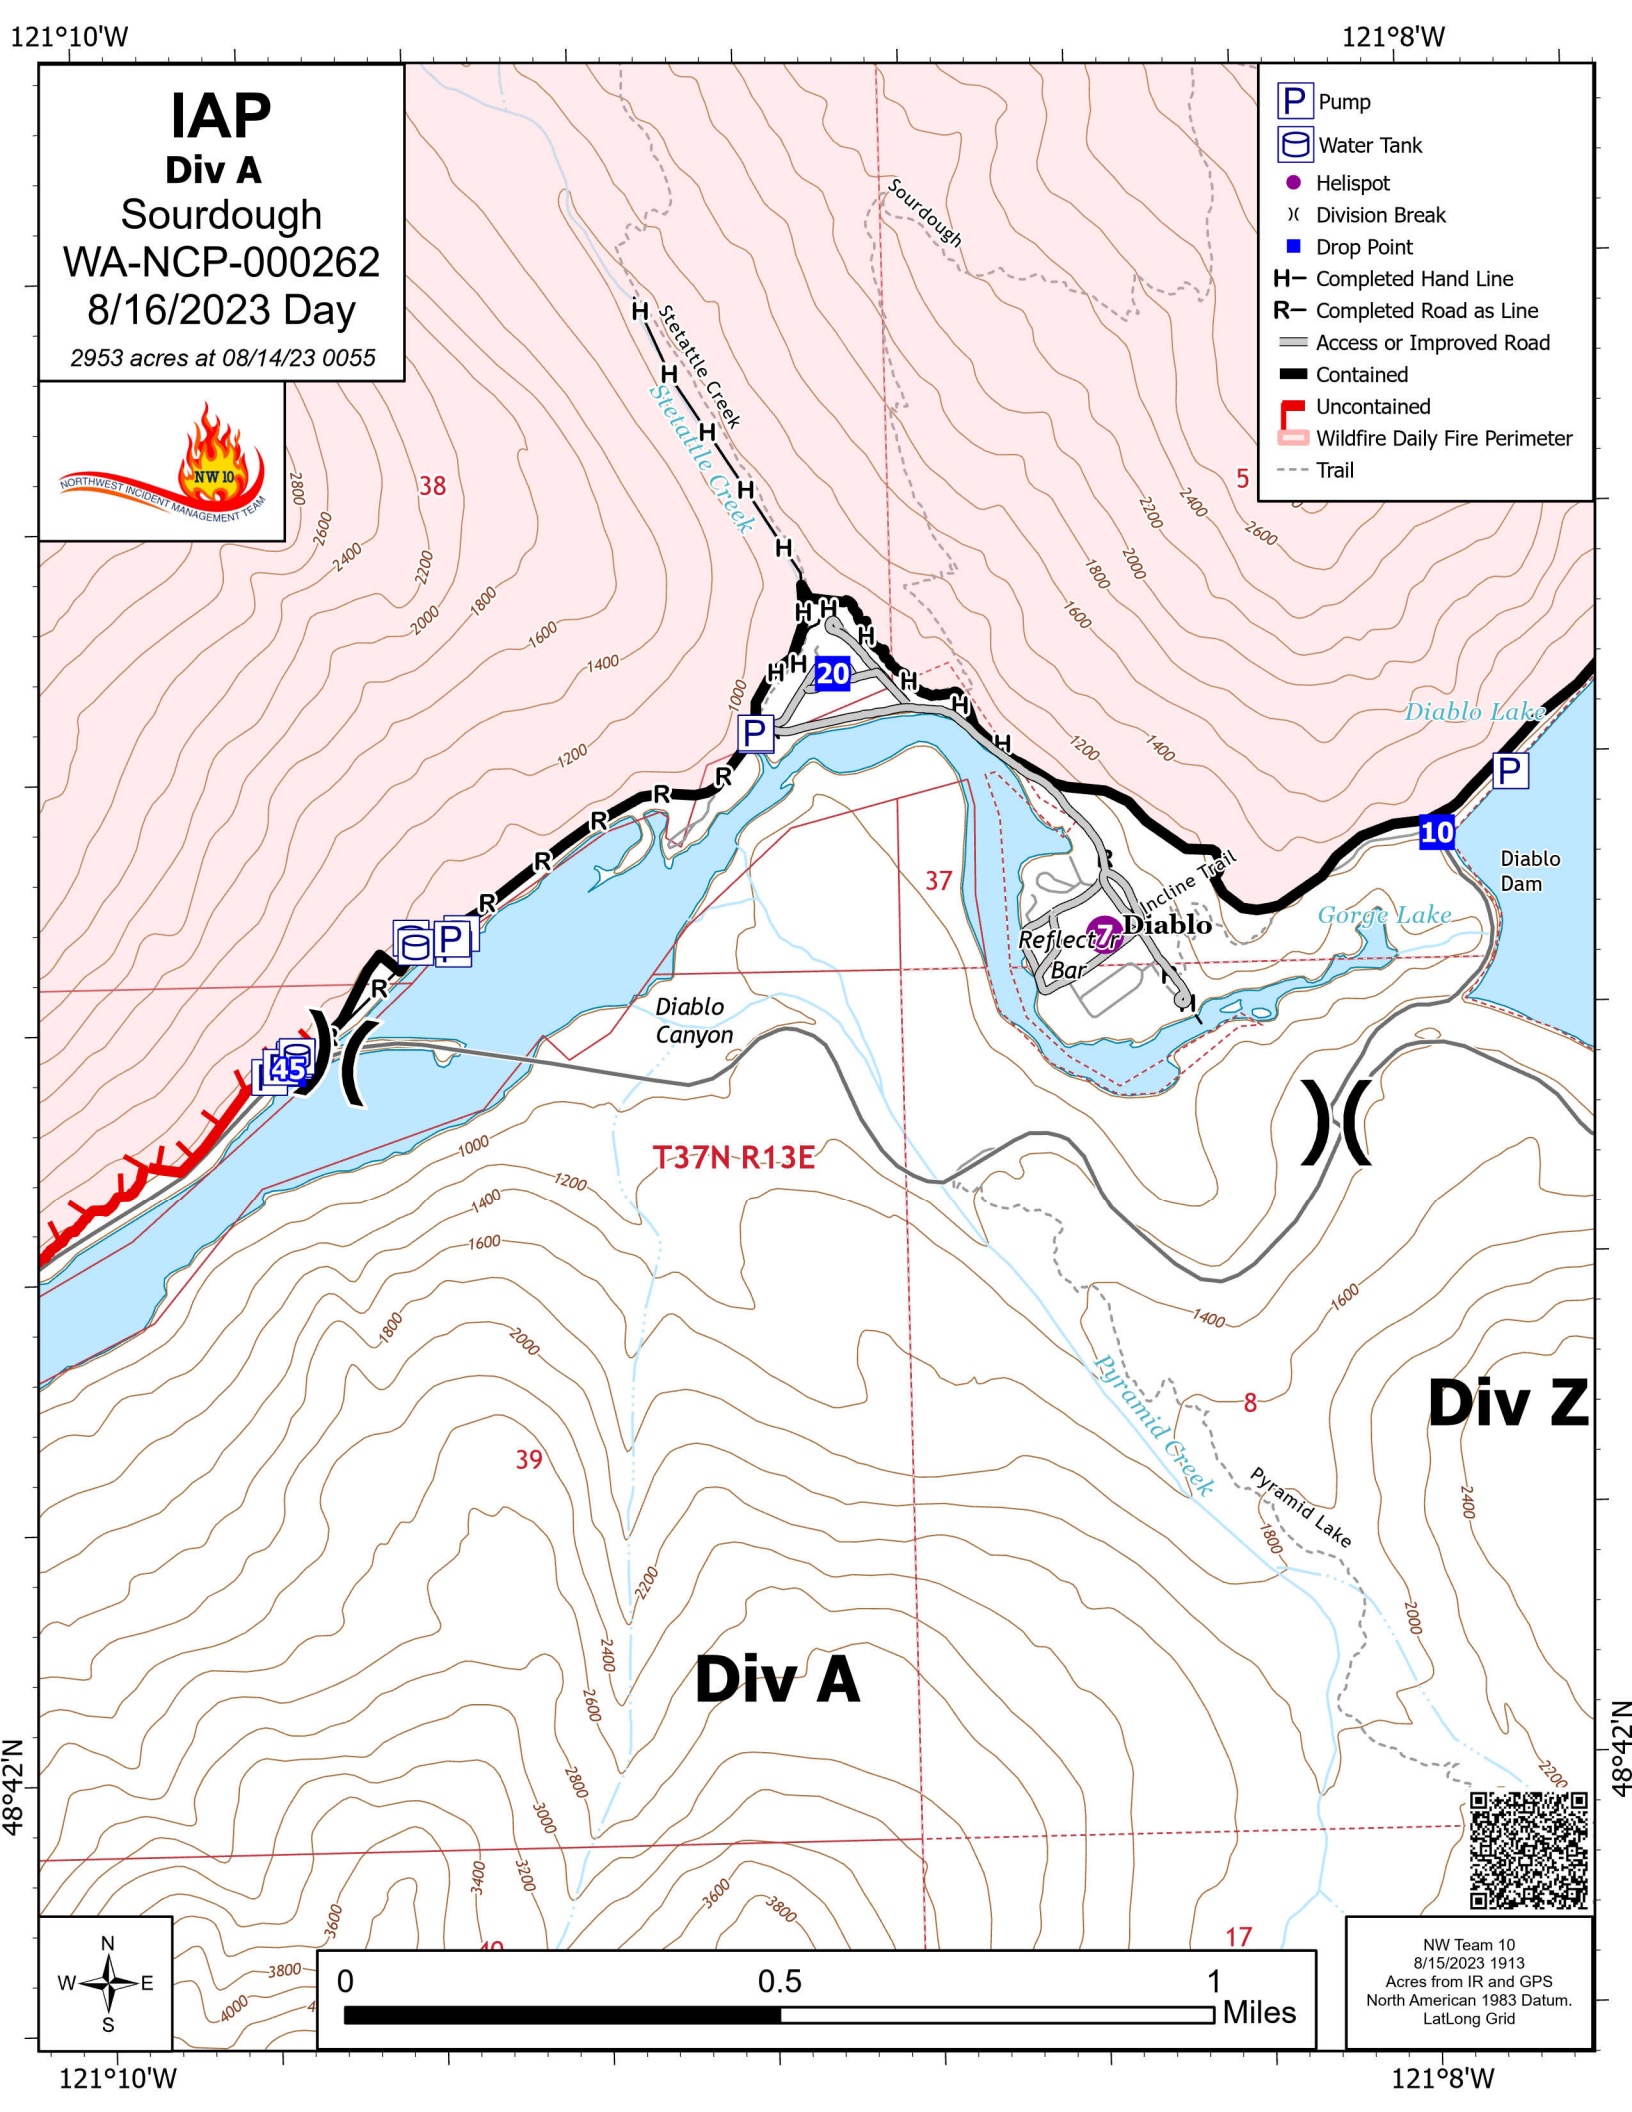 121°10'W
121°8'W
IAP
Div A
Sourdough
WA-NCP-000262
8/16/2023 Day
2953 acres at 08/14/23 0055
NW 10
NORTHWEST INCIDENT MANAGEMENT TEAM
P Pump
Water Tank
Helispot
Division Break
Drop Point
H Completed Hand Line
R Completed Road as Line
Access or Improved Road
Contained
Uncontained
Wildfire Daily Fire Perimeter
Trail
Sourdough
H
Stetattle Creek
H
Stetattle Creek
H
H
H
38
5
2800
2600
2400
2200
2000
1800
1600
1400
1200
1000
2200
2400
2600
2000
1800
1600
1400
1200
H
H
H
H
H
H
H
H
20
P
R
R
R
R
R
Diablo Lake
P
10
Diablo
Dam
Gorge Lake
37
R
Incline Trail
Diablo
7
Reflector
Bar
H
P
R
Diablo
Canyon
45
T37N R13E
1000
1200
1400
1600
1800
2000
1400
1600
Pyramid Creek
8
Div Z
39
Pyramid Lake
2400
1800
2000
2200
2200
2400
2600
2800
3000
3200
3400
3600
3800
4000
3600
3800
Div A
17
48°42'N
48°42'N
N
W E
S
0 0.5 1
Miles
NW Team 10
8/15/2023 1913
Acres from IR and GPS
North American 1983 Datum.
LatLong Grid
121°10'W
121°8'W